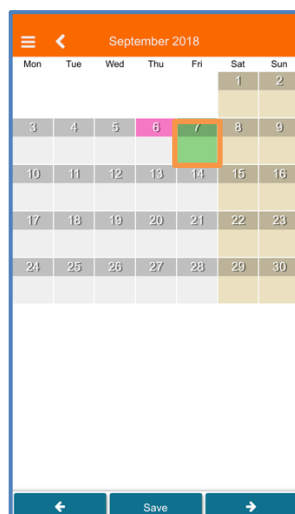 September 2018
Mon Tue Wed Thu Fri Sat Sun
1 2
3 4 5 6 7 8 9
10 11 12 13 14 15 16
17 18 19 20 21 22 23
24 25 26 27 28 29 30
Save